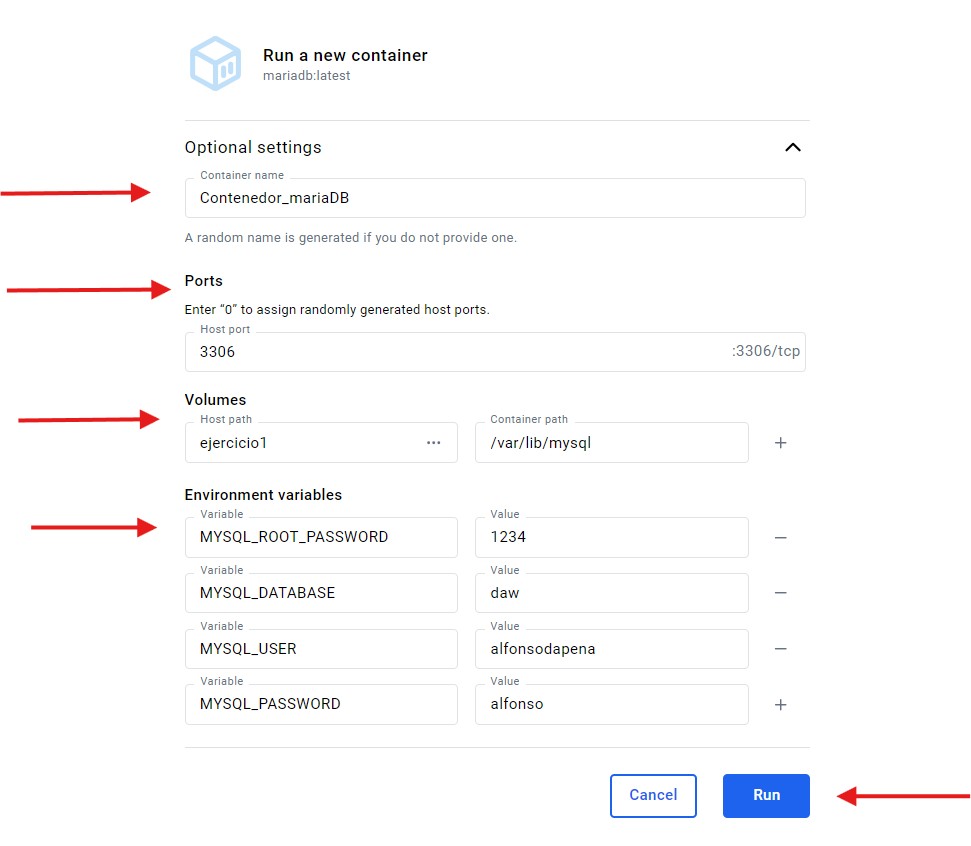 Run a new container
mariadb:latest
Optional settings
Container name
Contenedor_mariaDB
A random name is generated if you do not provide one.
Ports
Enter “0” to assign randomly generated host ports.
Host port
3306 :3306/tcp
Volumes
Host path Container path
ejercicio1 ··· /var/lib/mysql +
Environment variables
Variable Value
MYSQL_ROOT_PASSWORD 1234 −
Variable Value
MYSQL_DATABASE daw −
Variable Value
MYSQL_USER alfonsodapena −
Variable Value
MYSQL_PASSWORD alfonso +
Cancel Run